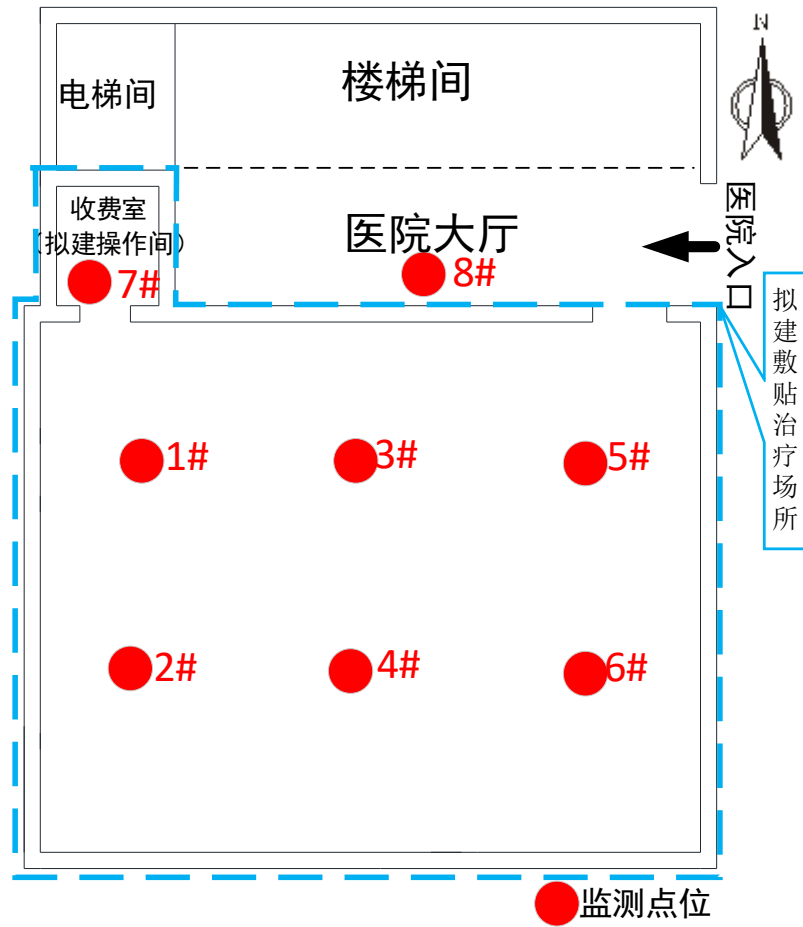 N
电梯间
楼梯间
收费室
(拟建操作间)
医院大厅
医院入口
7#
8#
拟建敷贴治疗场所
1#
3#
5#
2#
4#
6#
监测点位